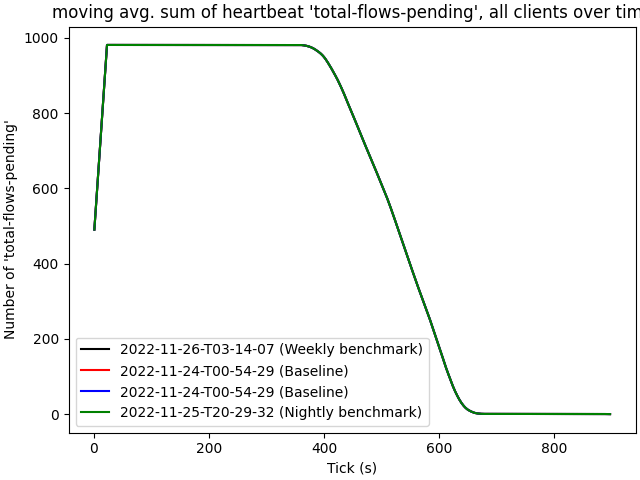 moving avg. sum of heartbeat 'total-flows-pending', all clients over tim
1000
800
600
400
200
0
Number of 'total-flows-pending'
2022-11-26-T03-14-07 (Weekly benchmark)
2022-11-24-T00-54-29 (Baseline)
2022-11-24-T00-54-29 (Baseline)
2022-11-25-T20-29-32 (Nightly benchmark)
0 200 400 600 800
Tick (s)